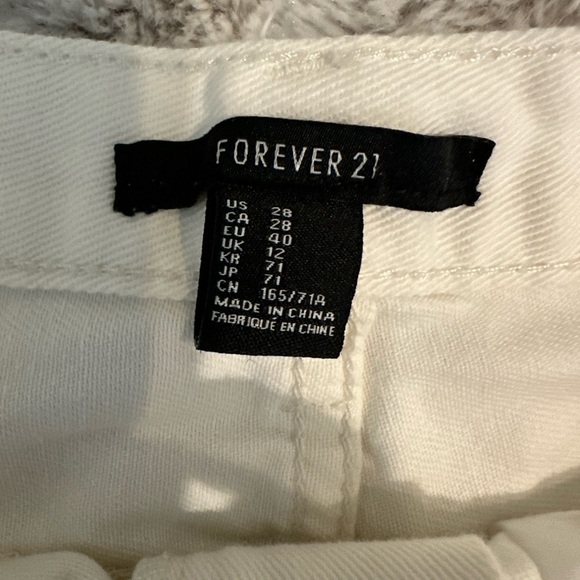 FOREVER 21
US 28
CA 28
EU 40
UK 12
KR 71
JP 71
CN 165/71A
MADE IN CHINA
FABRIQUÉ EN CHINE